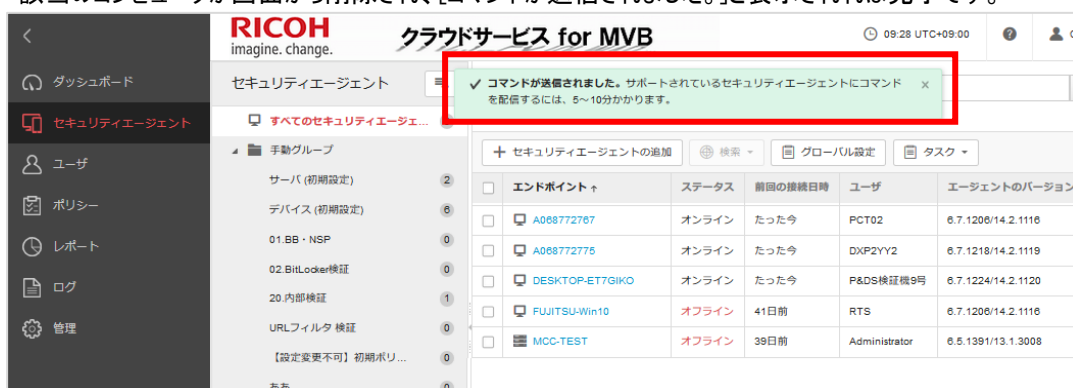 該当のコンピュータが画面から削除され、[コマンドが送信されました。]と表示されれば完了です。
RICOH
imagine. change.
クラウドサービス for MVB
09:28 UTC+09:00
ダッシュボード
セキュリティエージェント
ユーザ
ポリシー
レポート
ログ
管理
セキュリティエージェント
すべてのセキュリティエージェ...
手動グループ
サーバ (初期設定) 2
デバイス (初期設定) 6
01.BB・NSP 0
02.BitLocker検証 0
20.内部検証 1
URLフィルタ 検証 0
【設定変更不可】初期ポリ... 0
ああ 0
✓ コマンドが送信されました。サポートされているセキュリティエージェントにコマンド ×
を配信するには、5～10分かかります。
+ セキュリティエージェントの追加 検索 グローバル設定 タスク
エンドポイント ↑ ステータス 前回の接続日時 ユーザ エージェントのバージョン
A068772767 オンライン たった今 PCT02 6.7.1206/14.2.1116
A068772775 オンライン たった今 DXP2YY2 6.7.1218/14.2.1119
DESKTOP-ET7GIKO オンライン たった今 P&DS検証機9号 6.7.1224/14.2.1120
FUJITSU-Win10 オフライン 41日前 RTS 6.7.1206/14.2.1116
MCC-TEST オフライン 39日前 Administrator 6.5.1391/13.1.3008